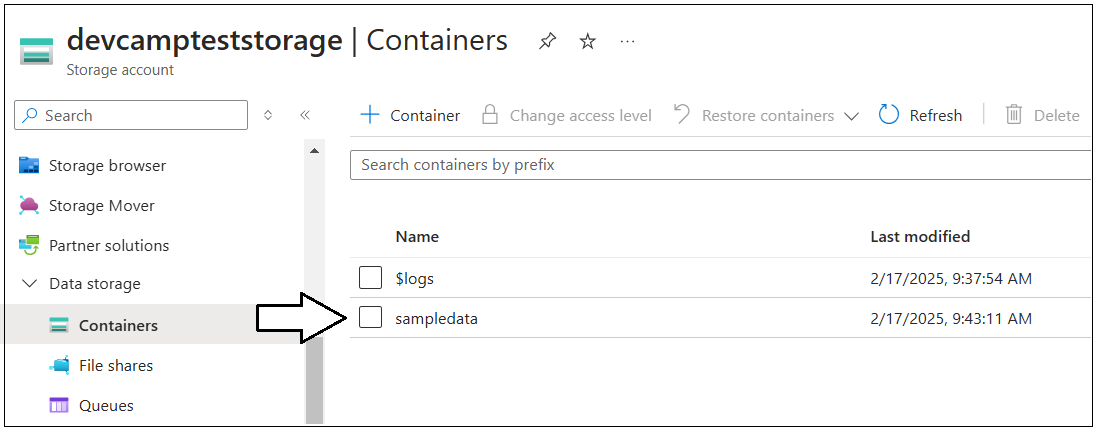 devcampteststorage | Containers
Storage account
Search
Container
Change access level
Restore containers
Refresh
Delete
Storage browser
Storage Mover
Partner solutions
Data storage
Containers
File shares
Queues
Search containers by prefix
Name Last modified
$logs 2/17/2025, 9:37:54 AM
sampledata 2/17/2025, 9:43:11 AM